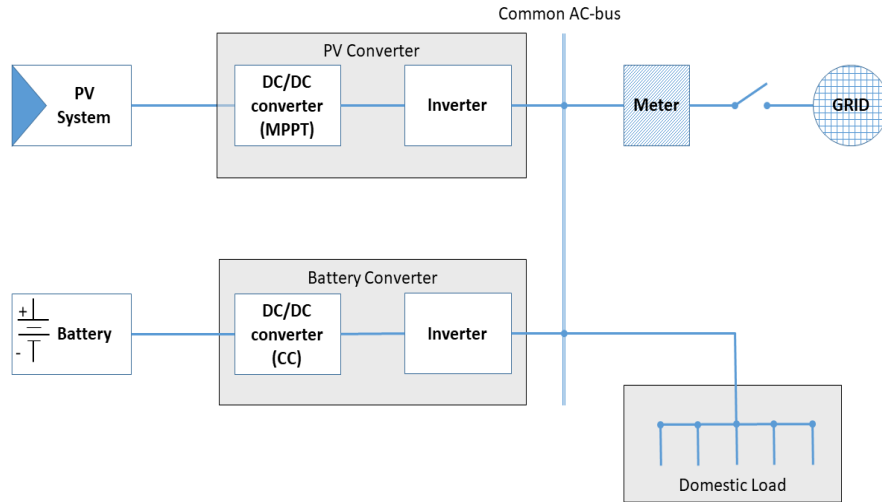 Common AC-bus
PV Converter
PV
System
DC/DC
converter
(MPPT)
Inverter
Meter
GRID
Battery Converter
+
-
Battery
DC/DC
converter
(CC)
Inverter
Domestic Load